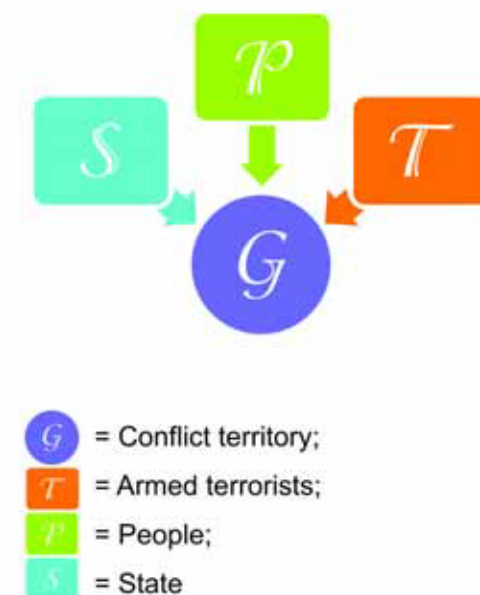 P
S
T
G
G = Conflict territory;
T = Armed terrorists;
P = People;
S = State